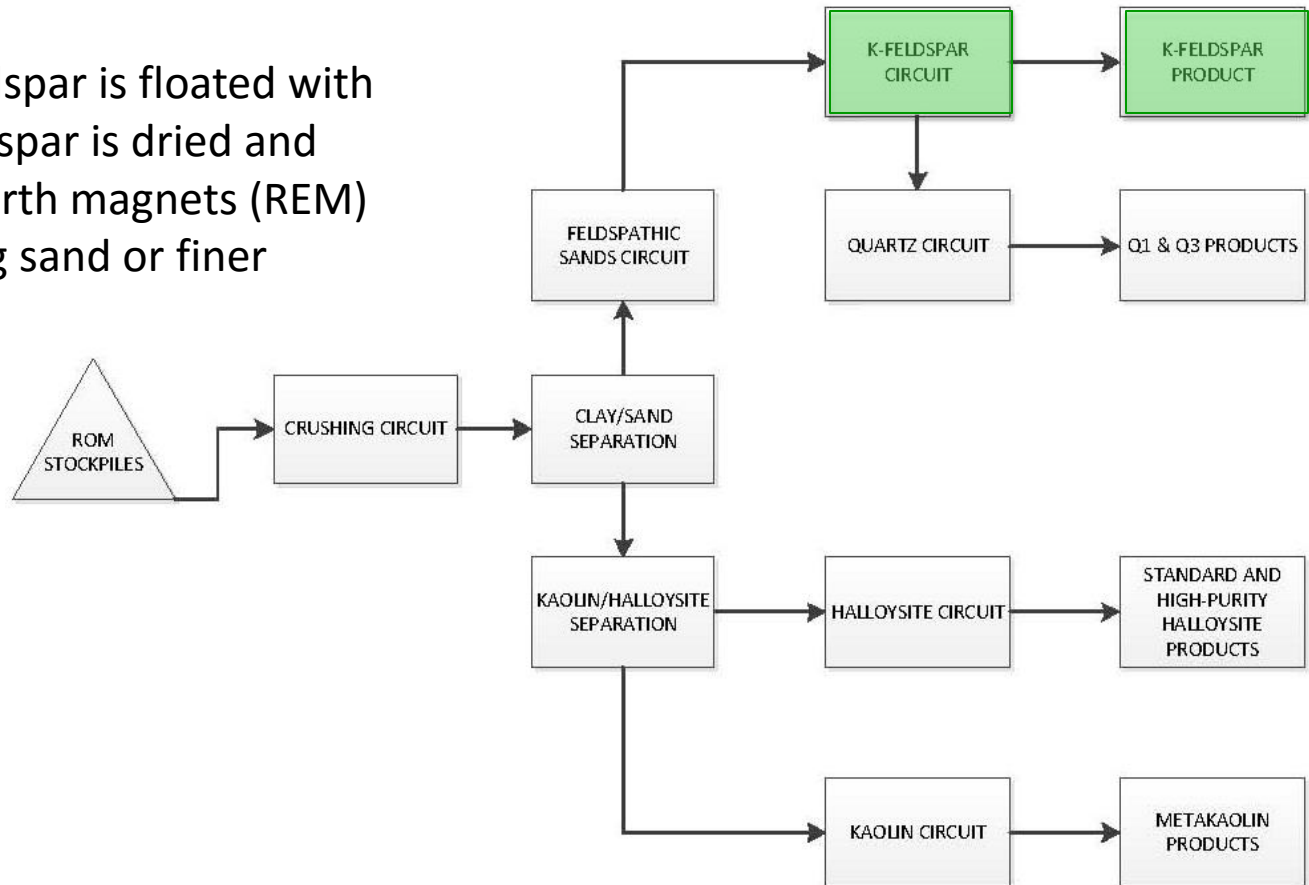 spar is floated with
spar is dried and
rth magnets (REM)
sand or finer
K-FELDSPAR
CIRCUIT
K-FELDSPAR
PRODUCT
FELDSPATHIC
SANDS CIRCUIT
QUARTZ CIRCUIT
Q1 & Q3 PRODUCTS
ROM
STOCKPILES
CRUSHING CIRCUIT
CLAY/SAND
SEPARATION
KAOLIN/HALLOYSITE
SEPARATION
HALLOYSITE CIRCUIT
STANDARD AND
HIGH-PURITY
HALLOYSITE
PRODUCTS
KAOLIN CIRCUIT
METAKAOLIN
PRODUCTS